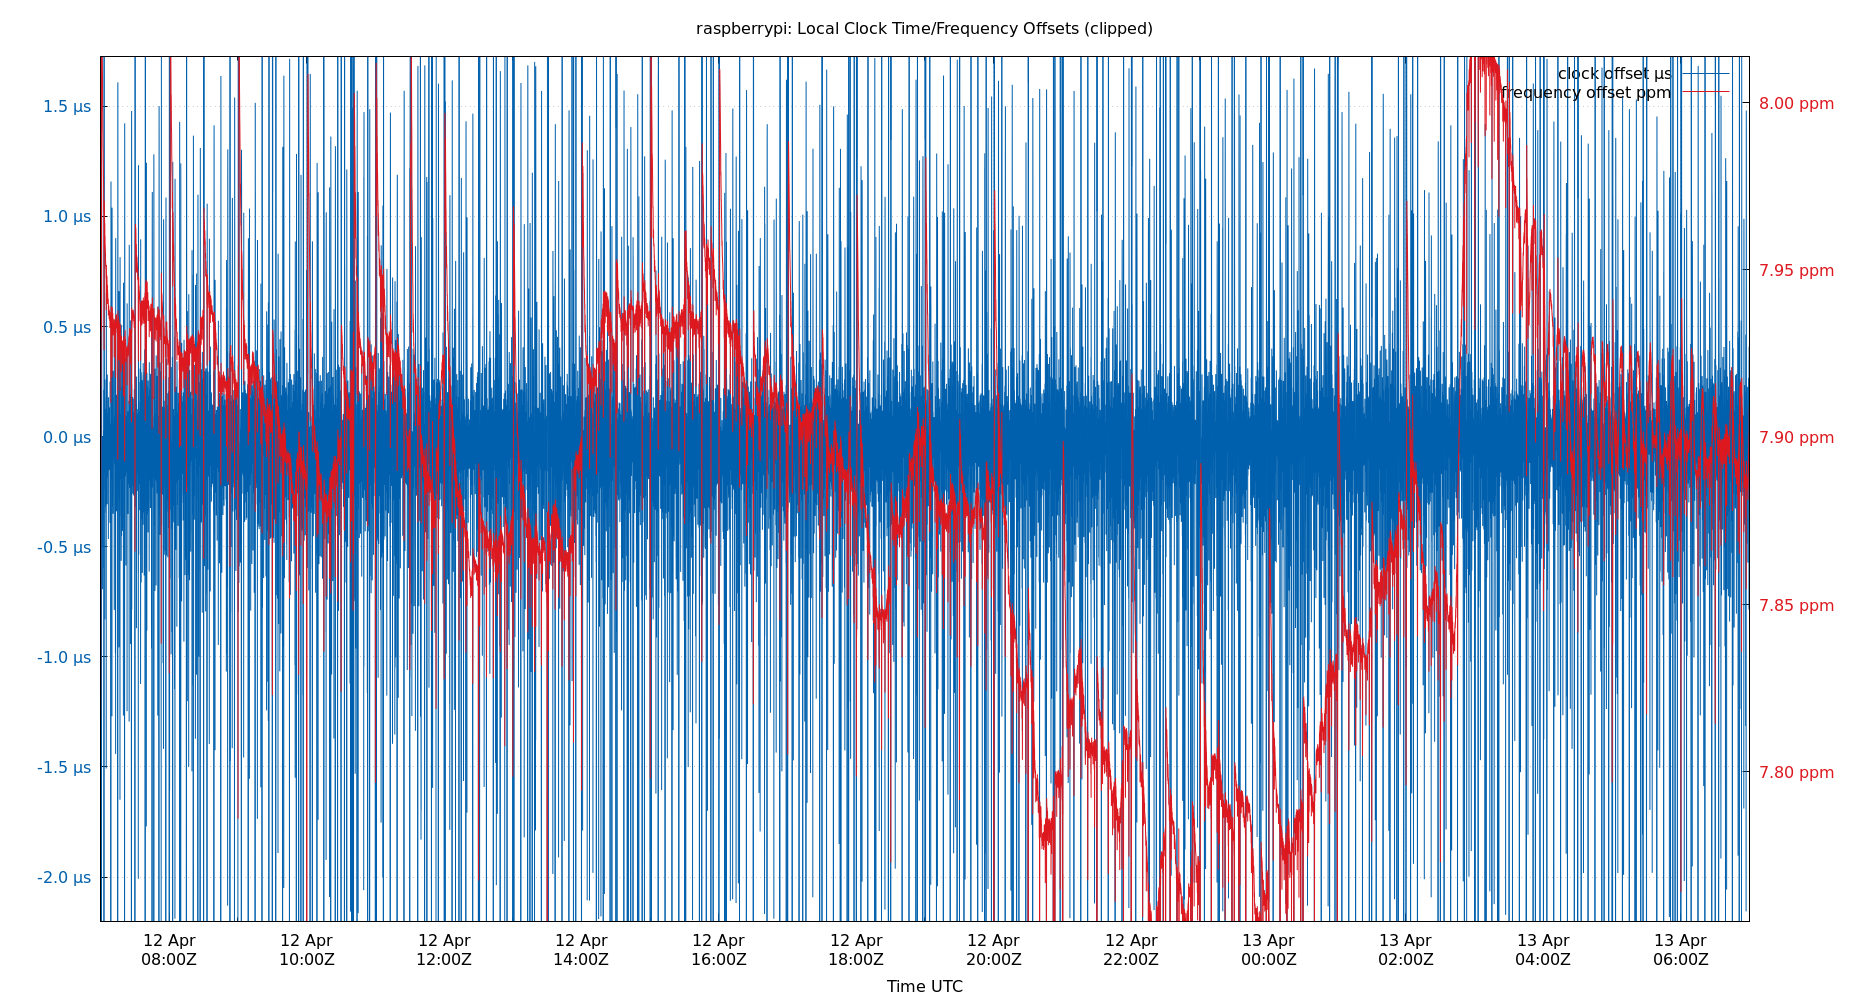 raspberrypi: Local Clock Time/Frequency Offsets (clipped)
clock offset µs
frequency offset ppm
1.5 µs
1.0 µs
0.5 µs
0.0 µs
-0.5 µs
-1.0 µs
-1.5 µs
-2.0 µs
8.00 ppm
7.95 ppm
7.90 ppm
7.85 ppm
7.80 ppm
12 Apr 12 Apr 12 Apr 12 Apr 12 Apr 12 Apr 12 Apr 12 Apr 13 Apr 13 Apr 13 Apr 13 Apr
08:00Z 10:00Z 12:00Z 14:00Z 16:00Z 18:00Z 20:00Z 22:00Z 00:00Z 02:00Z 04:00Z 06:00Z
Time UTC